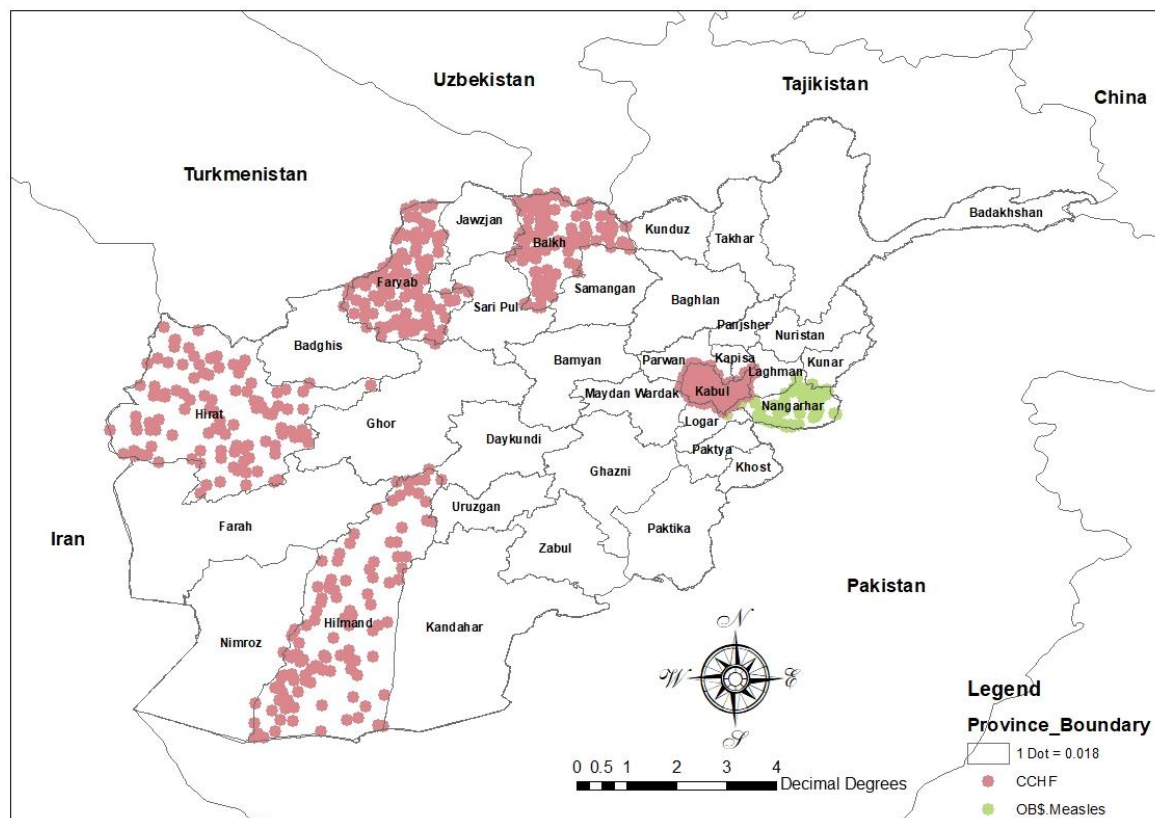 Uzbekistan
Tajikistan
China
Turkmenistan
Badakhshan
Jawzjan
Balkh
Kunduz
Takhar
Faryab
Sari Pul
Samangan
Baghlan
Panjsher
Nuristan
Badghis
Bamyan
Parwan
Kapisa
Kunar
Laghman
Maydan Wardak
Kabul
Nangarhar
Hirat
Ghor
Daykundi
Logar
Paktya
Khost
Ghazni
Uruzgan
Farah
Iran
Zabul
Paktika
Pakistan
Nimroz
Hilmand
Kandahar
N
W
E
S
Legend
Province_Boundary
1 Dot = 0.018
CCHF
OB$.Measles
0 0.5 1 2 3 4
Decimal Degrees